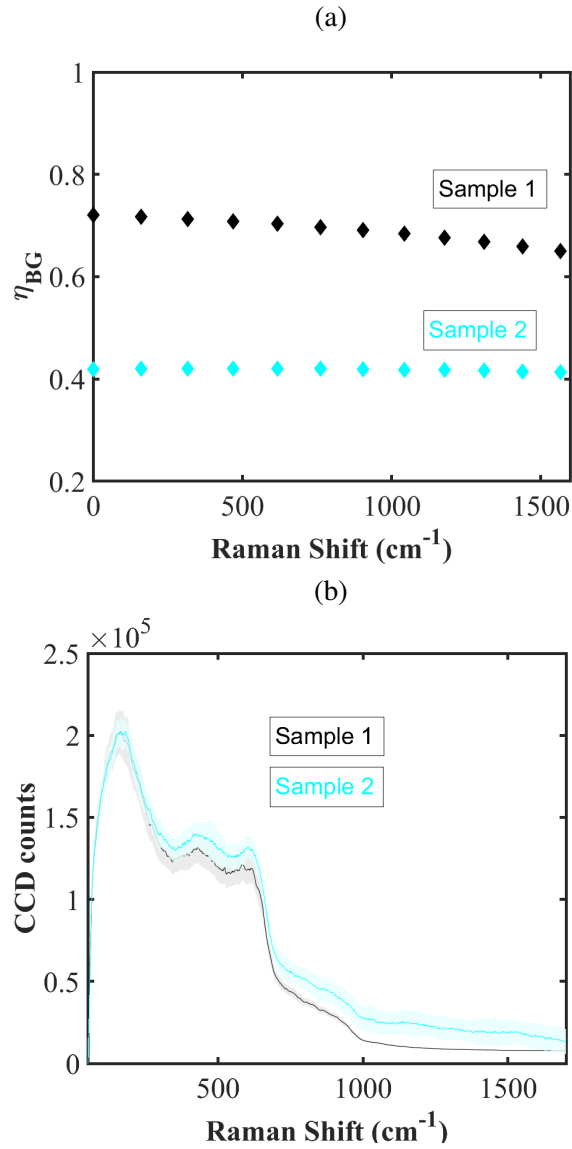 (a)
1
0.8
0.6
0.4
0.2
η_BG
Sample 1
Sample 2
0
500
1000
1500
Raman Shift (cm⁻¹)
(b)
×10⁵
2.5
2
1.5
1
0.5
0
CCD counts
Sample 1
Sample 2
500
1000
1500
Raman Shift (cm⁻¹)